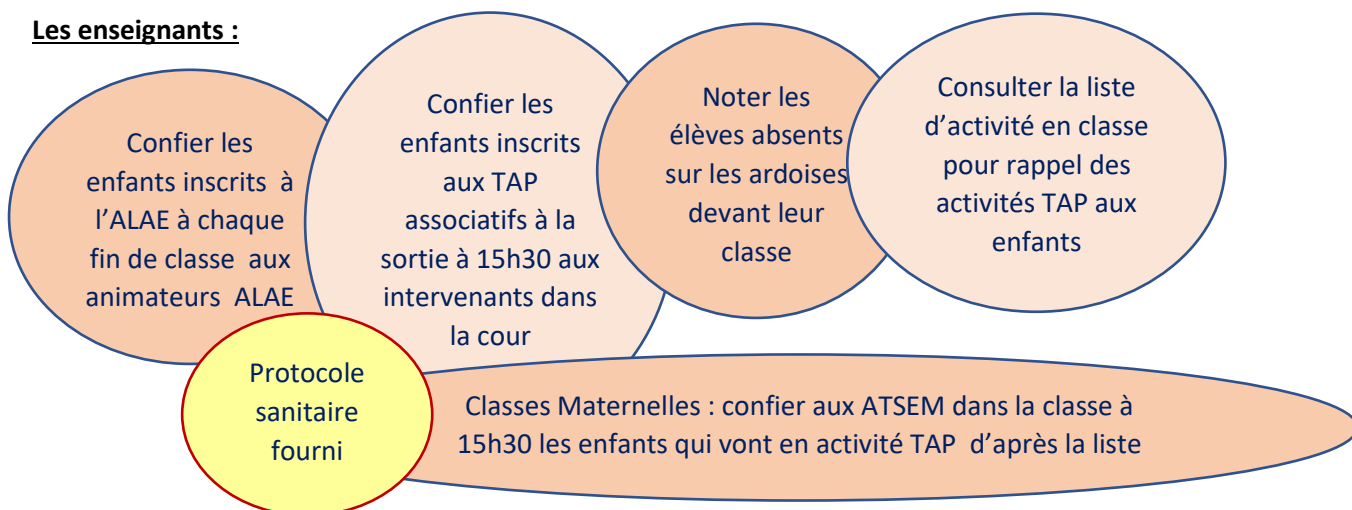 Les enseignants :
Confier les
enfants inscrits à
l’ALAE à chaque
fin de classe aux
animateurs ALAE
Confier les
enfants inscrits
aux TAP
associatifs à la
sortie à 15h30 aux
intervenants dans
la cour
Noter les
élèves absents
sur les ardoises
devant leur
classe
Consulter la liste
d’activité en classe
pour rappel des
activités TAP aux
enfants
Protocole
sanitaire
fourni
Classes Maternelles : confier aux ATSEM dans la classe à
15h30 les enfants qui vont en activité TAP d’après la liste